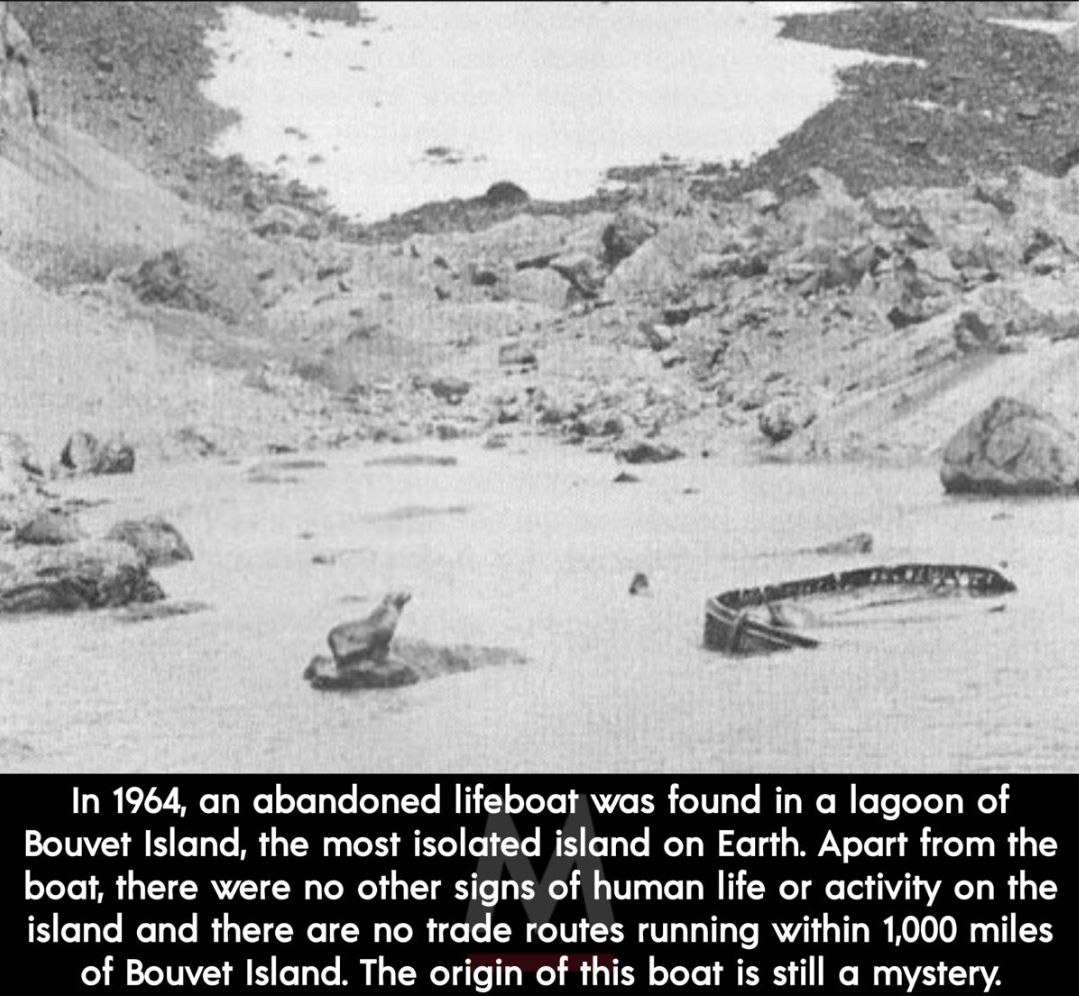 In 1964, an abandoned lifeboat was found in a lagoon of
Bouvet Island, the most isolated island on Earth. Apart from the
boat, there were no other signs of human life or activity on the
island and there are no trade routes running within 1,000 miles
of Bouvet Island. The origin of this boat is still a mystery.